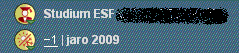 Studium ESF
–1 | jaro 2009